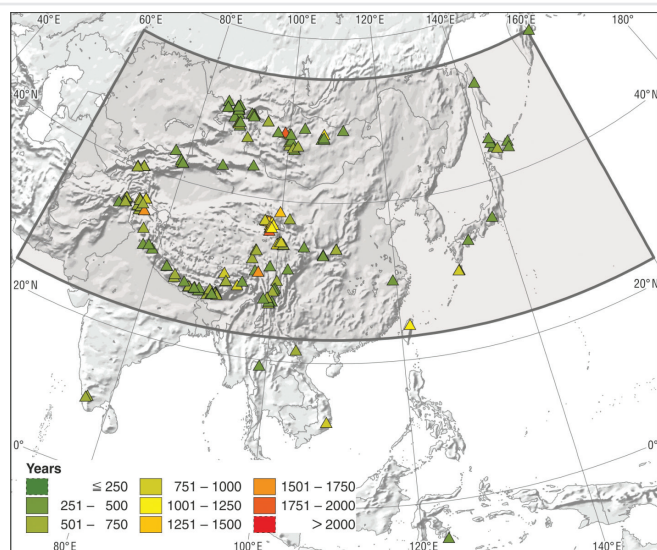 60°E 80°E 100°E 120°E 140°E 160°E 180°
40°N 40°N
20°N 20°N
0° 0°
Years
≦ 250 751 – 1000 1501 – 1750
251 – 500 1001 – 1250 1751 – 2000
501 – 750 1251 – 1500 > 2000
80°E 100°E 120°E 140°E